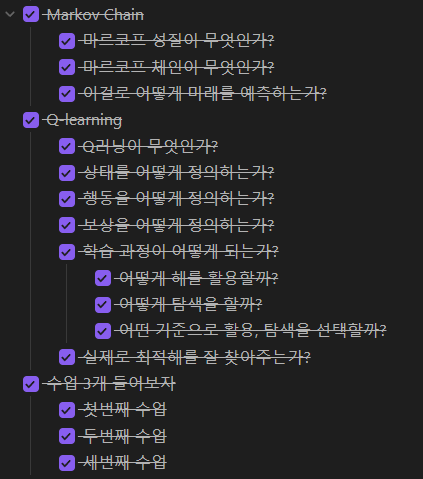 Markov Chain
마르코프 성질이 무엇인가?
마르코프 체인이 무엇인가?
이걸로 어떻게 미래를 예측하는가?
Q-learning
Q러닝이 무엇인가?
상태를 어떻게 정의하는가?
행동을 어떻게 정의하는가?
보상을 어떻게 정의하는가?
학습 과정이 어떻게 되는가?
어떻게 해를 활용할까?
어떻게 탐색을 할까?
어떤 기준으로 활용, 탐색을 선택할까?
실제로 최적해를 잘 찾아주는가?
수업 3개 들어보자
첫번째 수업
두번째 수업
세번째 수업